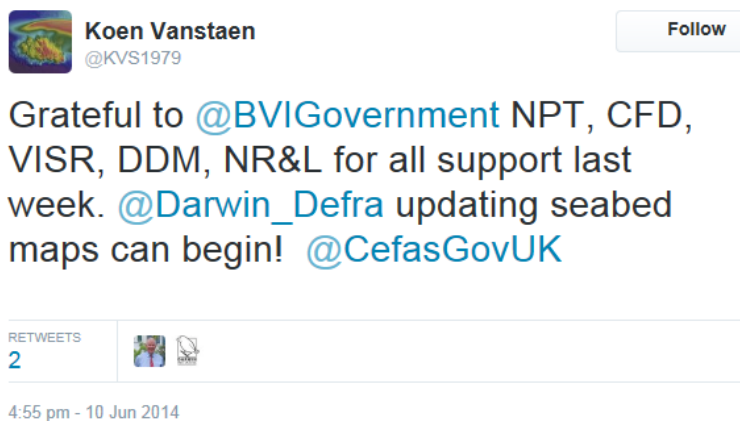 Koen Vanstaen
@KVS1979
Follow
Grateful to @BVIGovernment NPT, CFD,
VISR, DDM, NR&L for all support last
week. @Darwin_Defra updating seabed
maps can begin!  @CefasGovUK
RETWEETS
2
4:55 pm - 10 Jun 2014